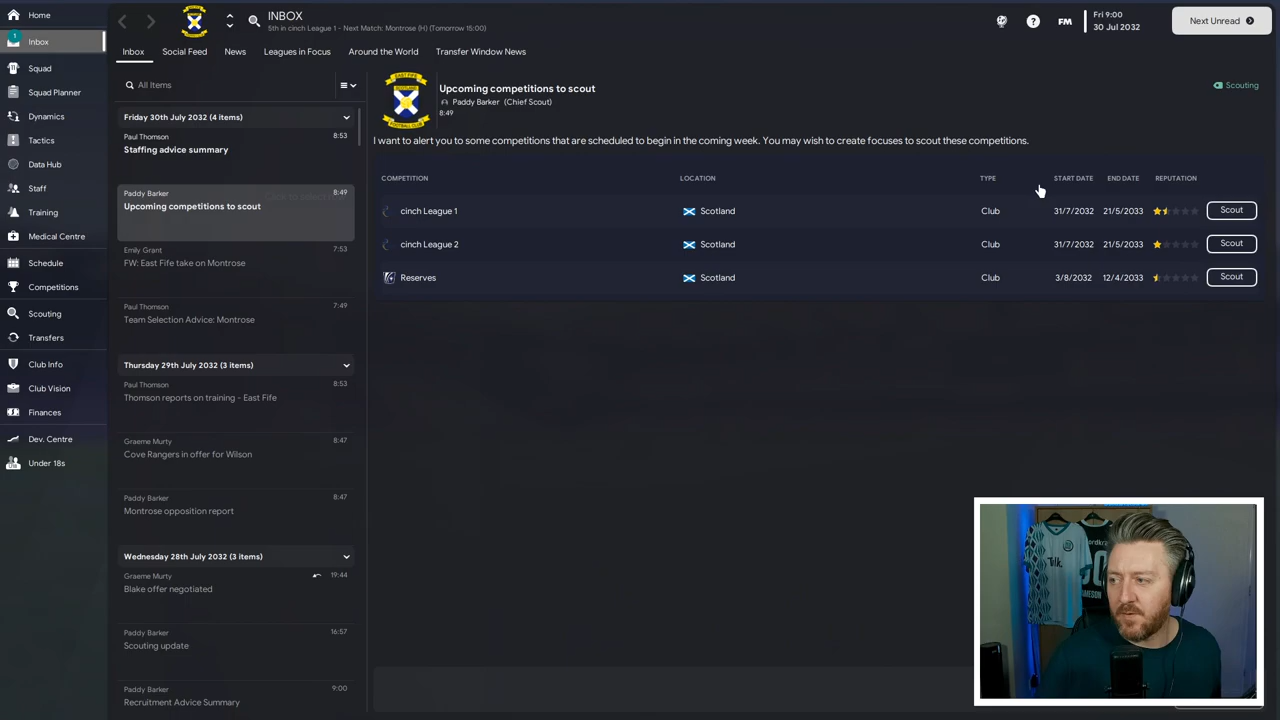 Home
Inbox
1
Squad
Squad Planner
Dynamics
Tactics
Data Hub
Staff
Training
Medical Centre
Schedule
Competitions
Scouting
Transfers
Club Info
Club Vision
Finances
Dev. Centre
Under 18s
INBOX
5th in cinch League 1 - Next Match: Montrose (H) (Tomorrow 15:00)
?
FM
Fri 9:00
30 Jul 2032
Next Unread
Inbox
Social Feed
News
Leagues in Focus
Around the World
Transfer Window News
All Items
Friday 30th July 2032 (4 items)
Paul Thomson
8:53
Staffing advice summary
Paddy Barker
8:49
Upcoming competitions to scout
Emily Grant
7:53
FW: East Fife take on Montrose
Paul Thomson
7:49
Team Selection Advice: Montrose
Thursday 29th July 2032 (3 items)
Paul Thomson
8:53
Thomson reports on training - East Fife
Graeme Murty
8:47
Cove Rangers in offer for Wilson
Paddy Barker
8:47
Montrose opposition report
Wednesday 28th July 2032 (3 items)
Graeme Murty
19:44
Blake offer negotiated
Paddy Barker
16:57
Scouting update
Paddy Barker
9:00
Recruitment Advice Summary
EAST FIFE
SCOTLAND
FOOTBALL CLUB
Upcoming competitions to scout
Paddy Barker (Chief Scout)
8:49
Scouting
I want to alert you to some competitions that are scheduled to begin in the coming week. You may wish to create focuses to scout these competitions.
COMPETITION LOCATION TYPE START DATE END DATE REPUTATION
cinch League 1 Scotland Club 31/7/2032 21/5/2033 Scout
cinch League 2 Scotland Club 31/7/2032 21/5/2033 Scout
Reserves Scotland Club 3/8/2032 12/4/2033 Scout